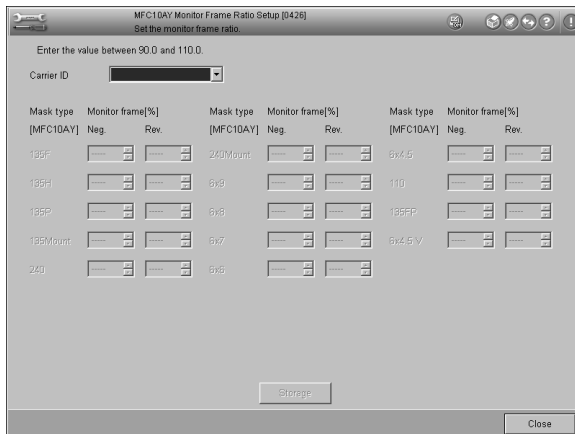 MFC10AY Monitor Frame Ratio Setup [0426]
Set the monitor frame ratio.
Enter the value between 90.0 and 110.0.
Carrier ID
Mask type Monitor frame[%] Mask type Monitor frame[%] Mask type Monitor frame[%]
[MFC10AY] Neg. Rev. [MFC10AY] Neg. Rev. [MFC10AY] Neg. Rev.
135F ----- ----- 240Mount ----- ----- 6x4.5 ----- -----
135H ----- ----- 6x9 ----- ----- 110 ----- -----
135P ----- ----- 6x8 ----- ----- 135FP ----- -----
135Mount ----- ----- 6x7 ----- ----- 6x4.5 V ----- -----
240 ----- ----- 6x6 ----- -----
Storage
Close